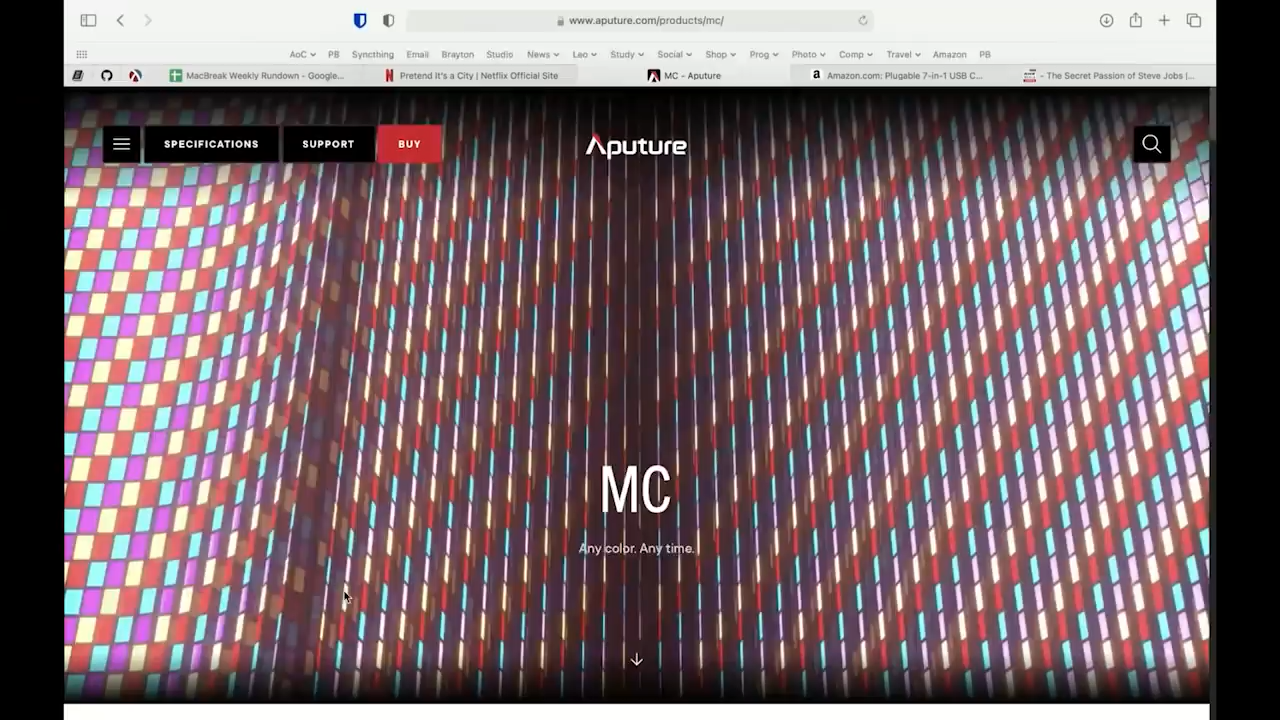 www.aputure.com/products/mc/
AoC PB Syncthing Email Brayton Studio News Leo Study Social Shop Prog Photo Comp Travel Amazon PB
MacBreak Weekly Rundown - Google... Pretend It's a City | Netflix Official Site MC – Aputure Amazon.com: Plugable 7-in-1 USB C... - The Secret Passion of Steve Jobs |...
SPECIFICATIONS SUPPORT BUY Aputure
MC
Any color. Any time.